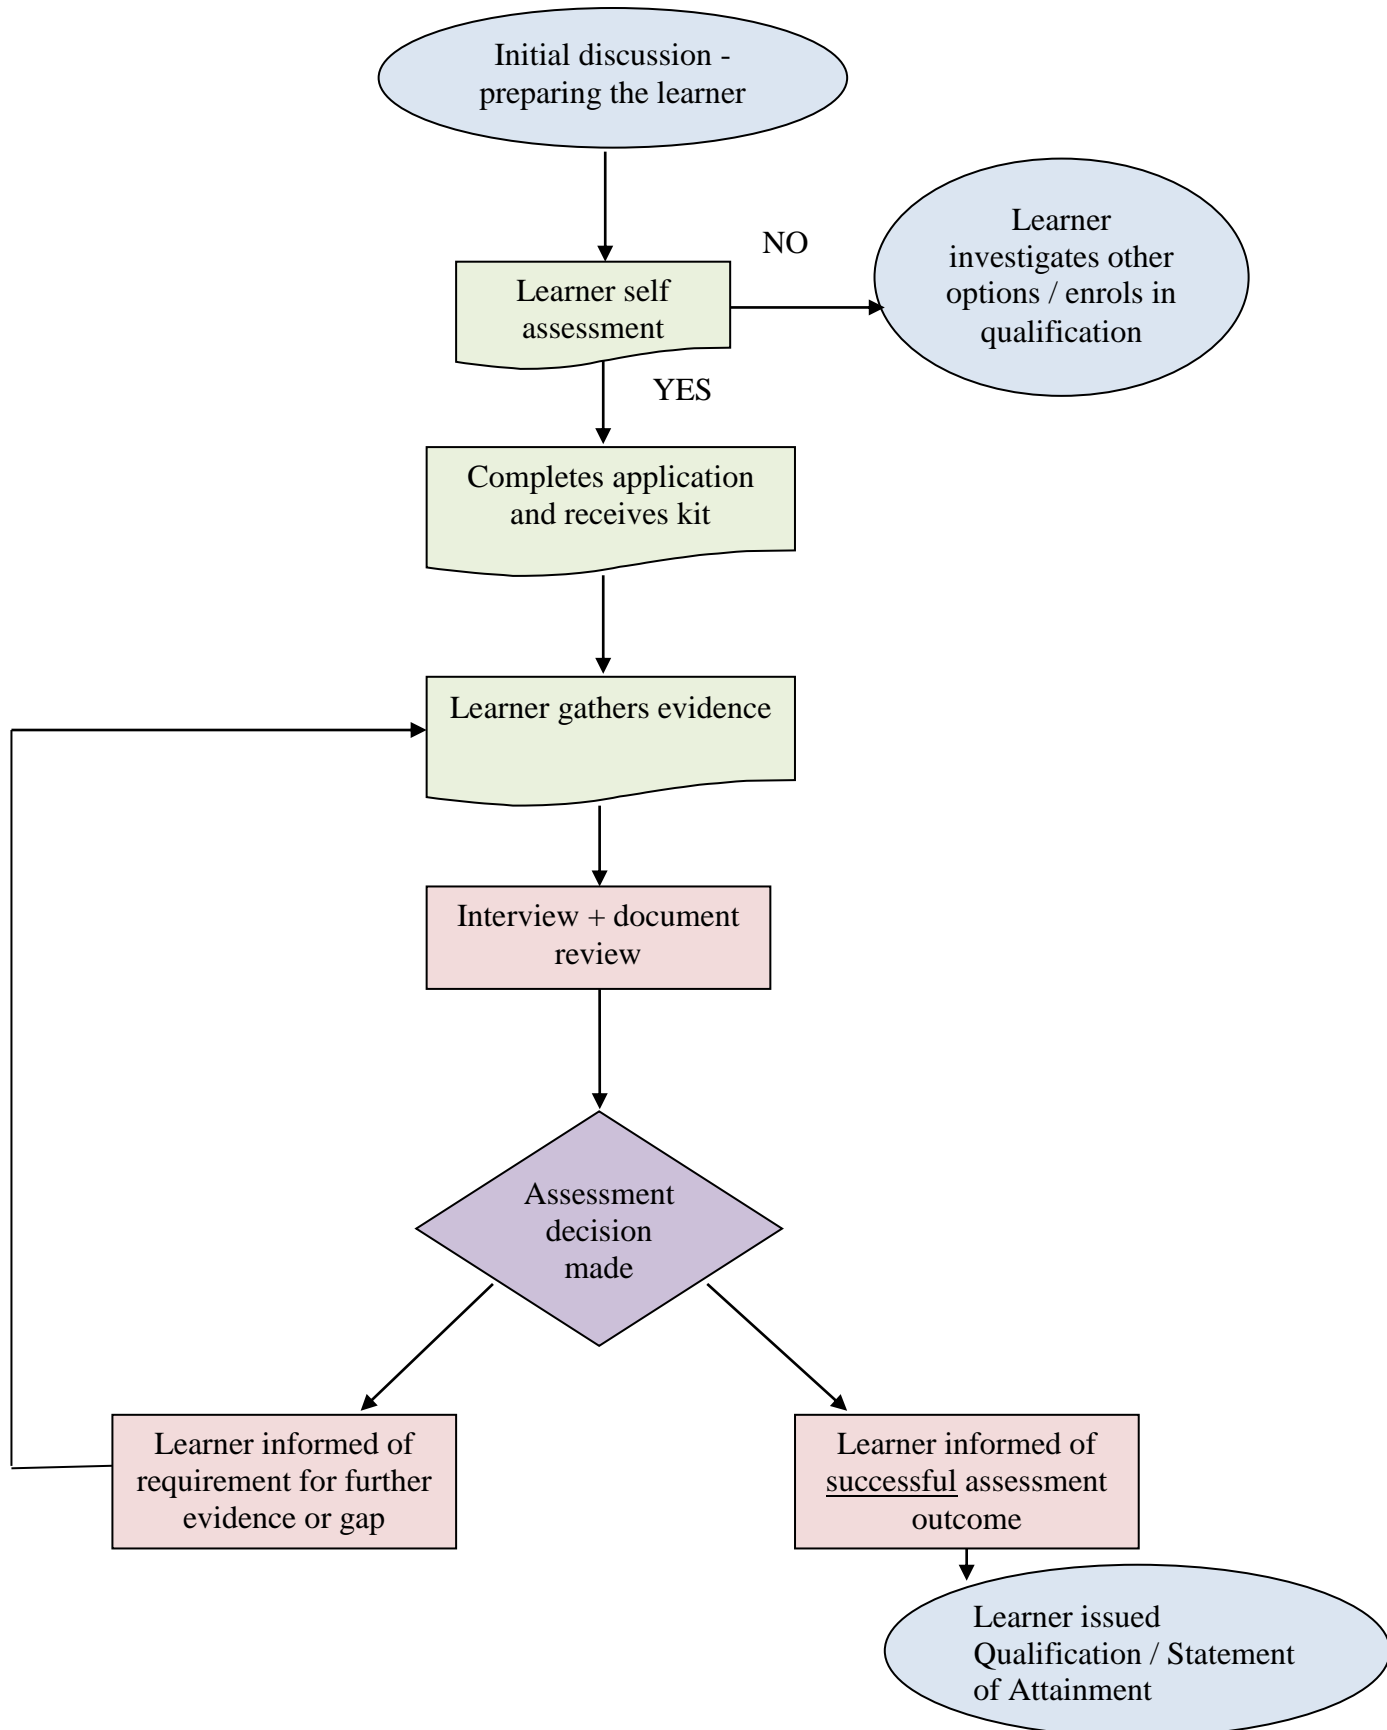 Initial discussion -
preparing the learner
NO
Learner
investigates other
options / enrols in
qualification
Learner self
assessment
YES
Completes application
and receives kit
Learner gathers evidence
Interview + document
review
Assessment
decision
made
Learner informed of
requirement for further
evidence or gap
Learner informed of
successful assessment
outcome
Learner issued
Qualification / Statement
of Attainment